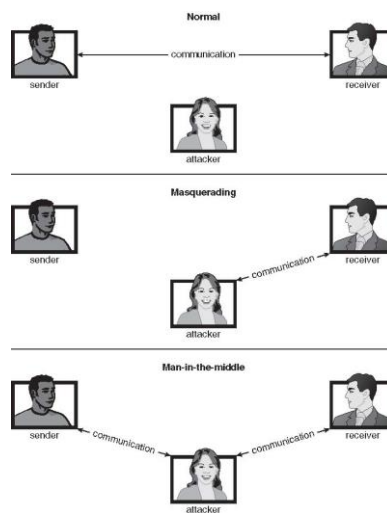 Normal
communication
sender
receiver
attacker
Masquerading
sender
communication
receiver
attacker
Man-in-the-middle
sender
communication
communication
receiver
attacker